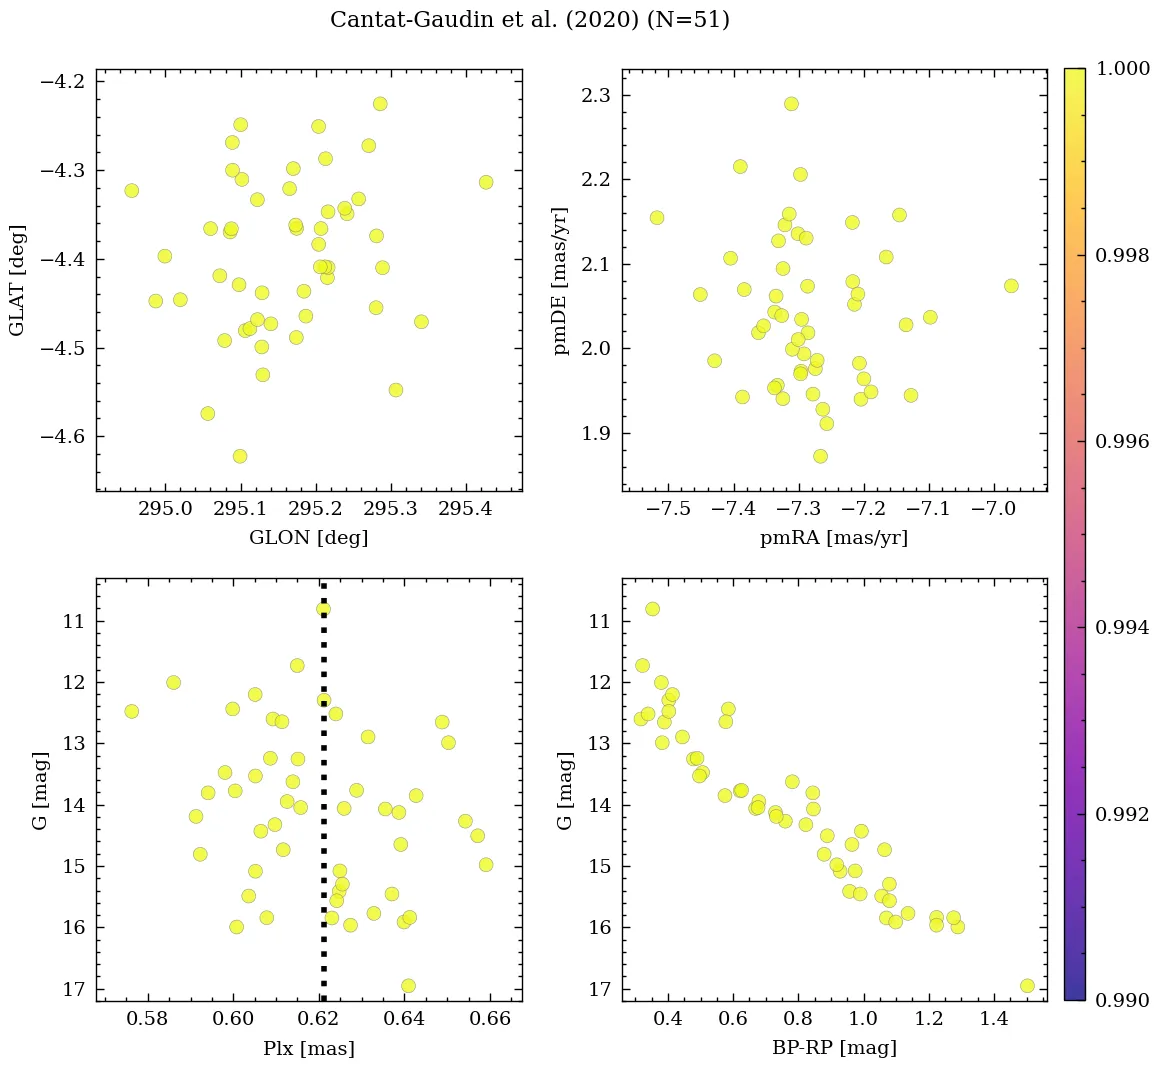 Cantat-Gaudin et al. (2020) (N=51)
−4.2
−4.3
−4.4
−4.5
−4.6
GLAT [deg]
295.0 295.1 295.2 295.3 295.4
GLON [deg]
2.3
2.2
2.1
2.0
1.9
pmDE [mas/yr]
−7.5 −7.4 −7.3 −7.2 −7.1 −7.0
pmRA [mas/yr]
1.000
0.998
0.996
0.994
0.992
0.990
11
12
13
14
15
16
17
G [mag]
0.58 0.60 0.62 0.64 0.66
Plx [mas]
11
12
13
14
15
16
17
G [mag]
0.4 0.6 0.8 1.0 1.2 1.4
BP-RP [mag]